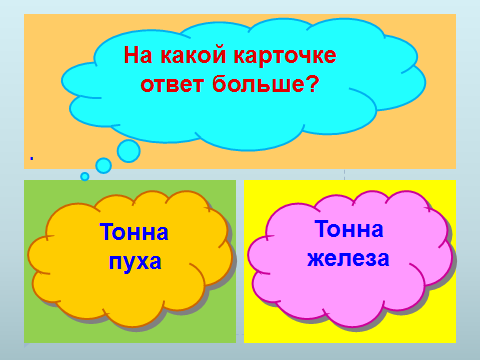 На какой карточке
ответ больше?
.
Тонна
пуха
Тонна
железа